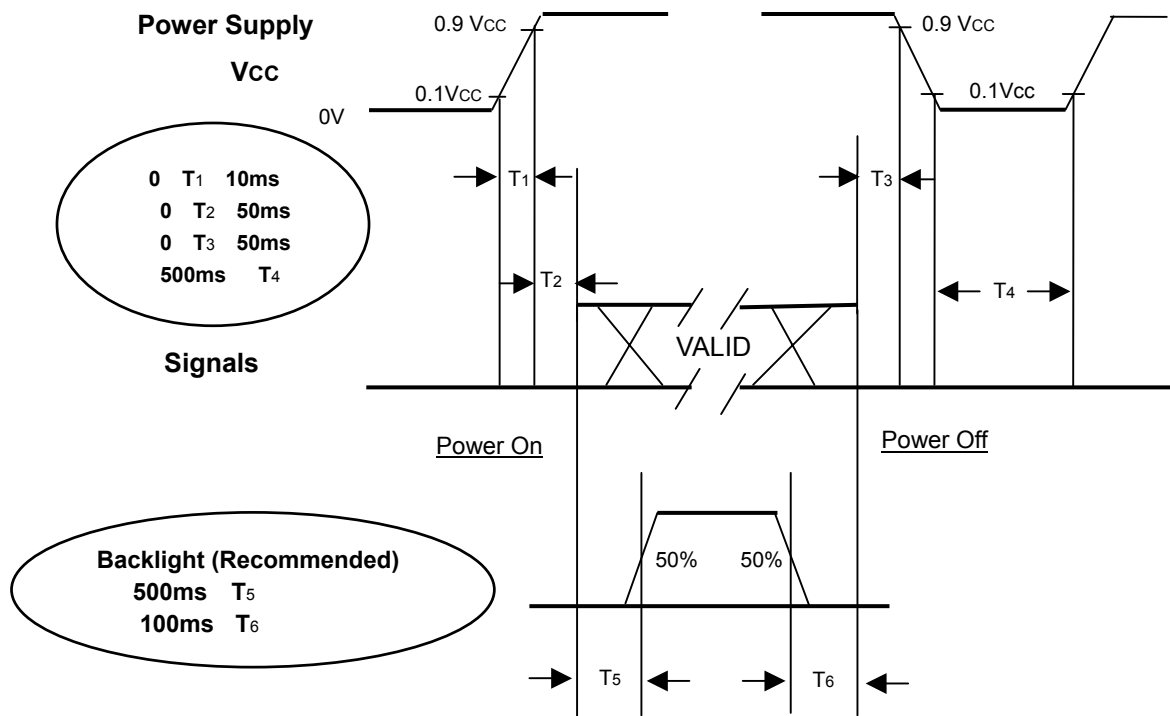 Power Supply
Vcc
0.9 Vcc
0.1Vcc
0V
0.9 Vcc
0.1Vcc
0 T1 10ms
0 T2 50ms
0 T3 50ms
500ms T4
T1
T3
T2
T4
Signals
VALID
Power On
Power Off
Backlight (Recommended)
500ms T5
100ms T6
50% 50%
T5
T6